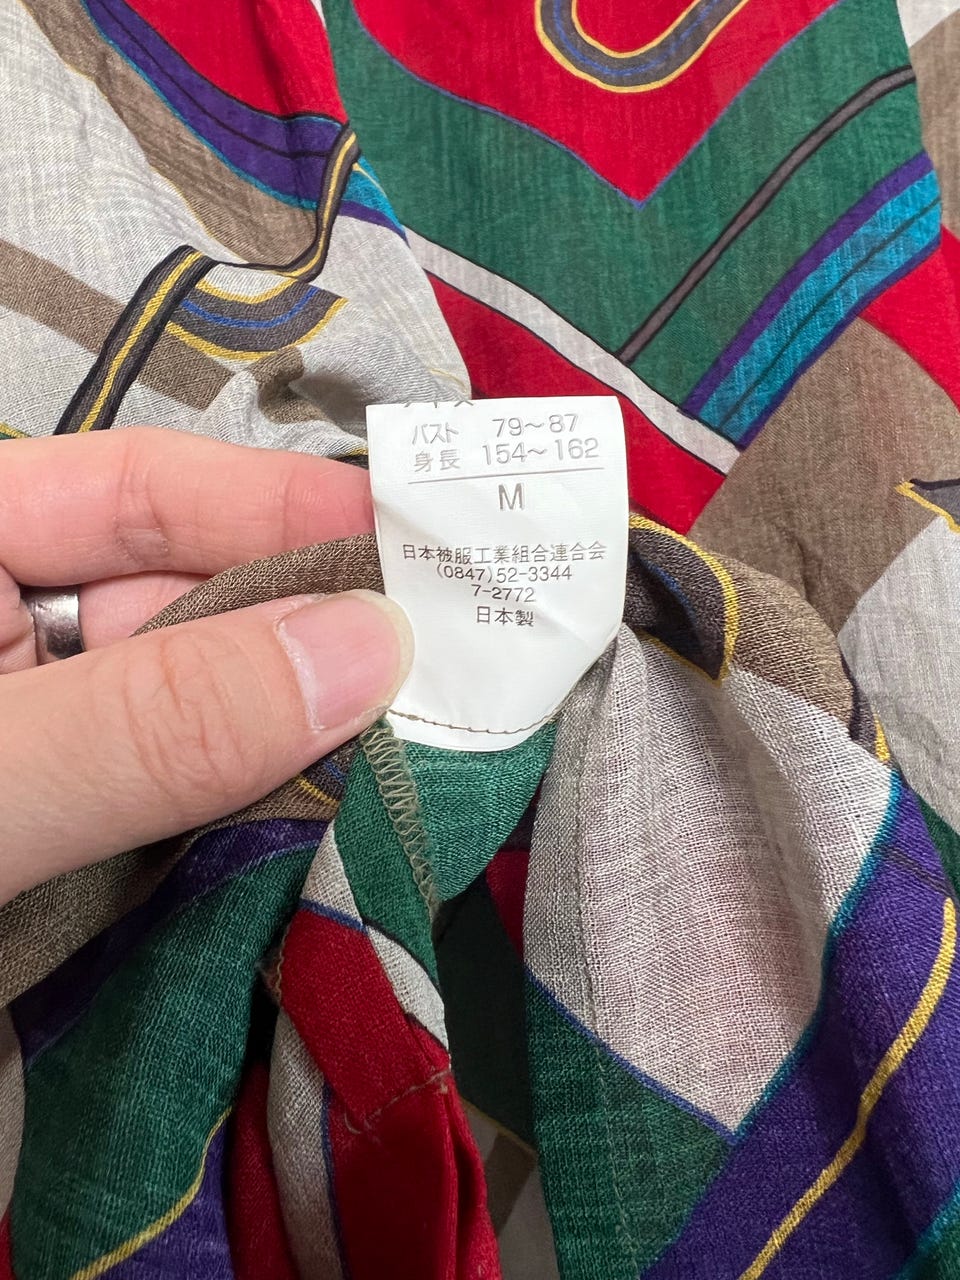 バスト 79~87
身長 154~162
M
日本被服工業組合連合会
(0847)52-3344
7-2772
日本製